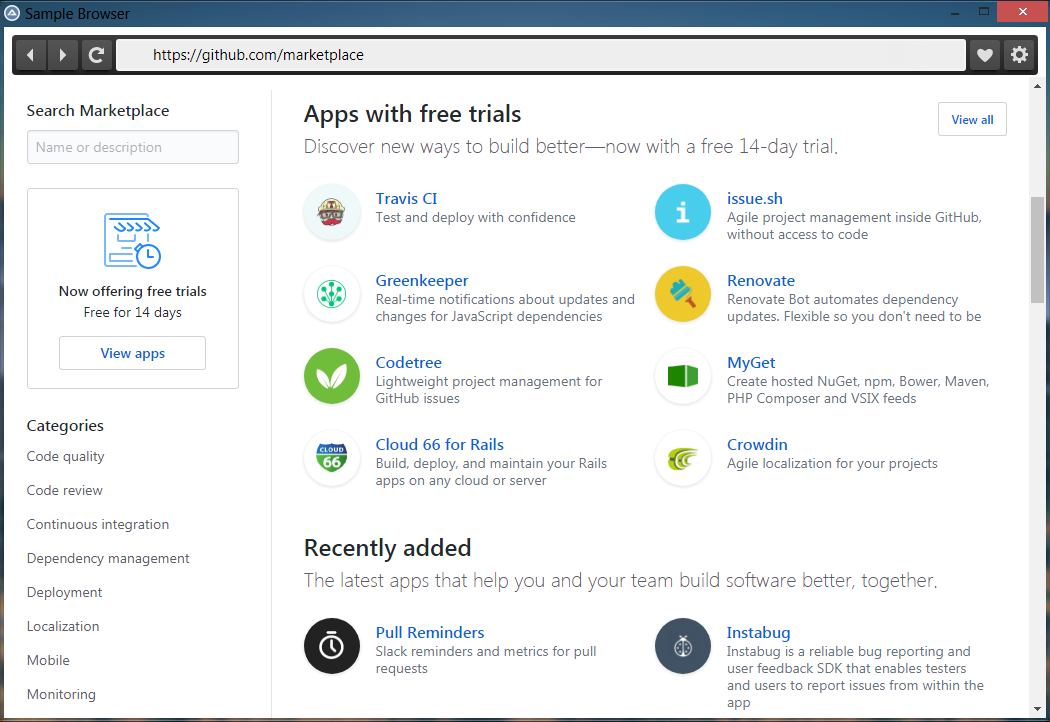 Sample Browser
https://github.com/marketplace
Search Marketplace
Name or description
Now offering free trials
Free for 14 days
View apps
Categories
Code quality
Code review
Continuous integration
Dependency management
Deployment
Localization
Mobile
Monitoring
Apps with free trials
View all
Discover new ways to build better—now with a free 14-day trial.
Travis CI
Test and deploy with confidence
issue.sh
Agile project management inside GitHub,
without access to code
Greenkeeper
Real-time notifications about updates and
changes for JavaScript dependencies
Renovate
Renovate Bot automates dependency
updates. Flexible so you don't need to be
Codetree
Lightweight project management for
GitHub issues
MyGet
Create hosted NuGet, npm, Bower, Maven,
PHP Composer and VSIX feeds
CLOUD
66
Cloud 66 for Rails
Build, deploy, and maintain your Rails
apps on any cloud or server
Crowdin
Agile localization for your projects
Recently added
The latest apps that help you and your team build software better, together.
Pull Reminders
Slack reminders and metrics for pull
requests
Instabug
Instabug is a reliable bug reporting and
user feedback SDK that enables testers
and users to report issues from within the
app